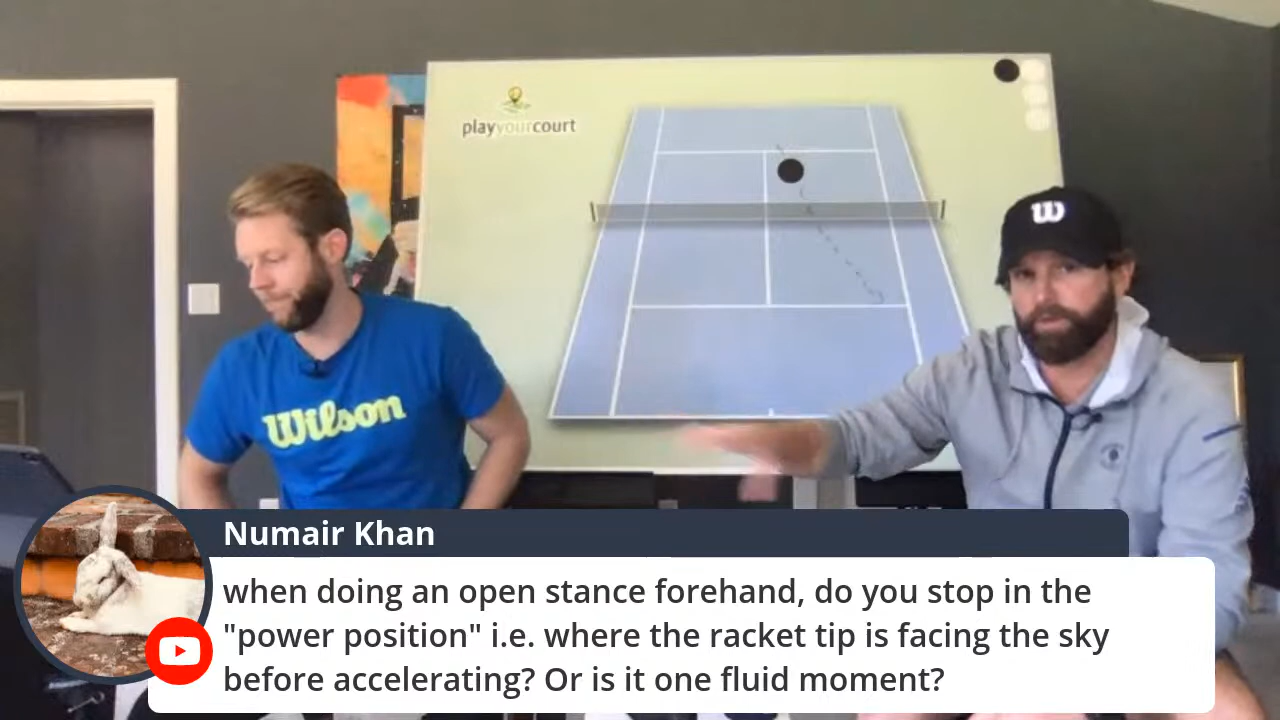 playyourcourt
W
Wilson
Numair Khan
when doing an open stance forehand, do you stop in the
"power position" i.e. where the racket tip is facing the sky
before accelerating? Or is it one fluid moment?